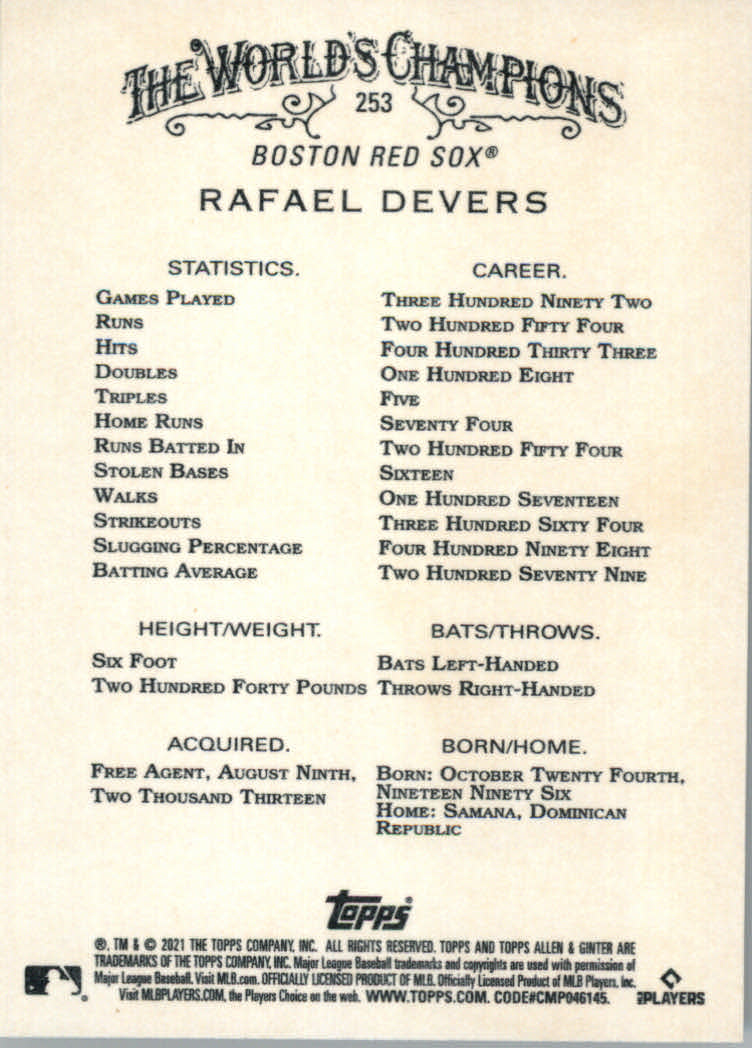 THE WORLD'S CHAMPIONS
253
BOSTON RED SOX®
RAFAEL DEVERS
STATISTICS. CAREER.
GAMES PLAYED THREE HUNDRED NINETY TWO
RUNS TWO HUNDRED FIFTY FOUR
HITS FOUR HUNDRED THIRTY THREE
DOUBLES ONE HUNDRED EIGHT
TRIPLES FIVE
HOME RUNS SEVENTY FOUR
RUNS BATTED IN TWO HUNDRED FIFTY FOUR
STOLEN BASES SIXTEEN
WALKS ONE HUNDRED SEVENTEEN
STRIKEOUTS THREE HUNDRED SIXTY FOUR
SLUGGING PERCENTAGE FOUR HUNDRED NINETY EIGHT
BATTING AVERAGE TWO HUNDRED SEVENTY NINE
HEIGHT/WEIGHT. BATS/THROWS.
SIX FOOT BATS LEFT-HANDED
TWO HUNDRED FORTY POUNDS THROWS RIGHT-HANDED
ACQUIRED.
FREE AGENT, AUGUST NINTH,
TWO THOUSAND THIRTEEN
BORN/HOME.
BORN: OCTOBER TWENTY FOURTH,
NINETEEN NINETY SIX
HOME: SAMANA, DOMINICAN
REPUBLIC
Topps®
®, TM & © 2021 THE TOPPS COMPANY, INC. ALL RIGHTS RESERVED. TOPPS AND TOPPS ALLEN & GINTER ARE
TRADEMARKS OF THE TOPPS COMPANY, INC. Major League Baseball trademarks and copyrights are used with permission of
Major League Baseball. Visit MLB.com. OFFICIALLY LICENSED PRODUCT OF MLB. Officially Licensed Product of MLB Players, Inc.
Visit MLBPLAYERS.COM, the Players Choice on the web. WWW.TOPPS.COM. CODE#CMP046145.
MLB PLAYERS